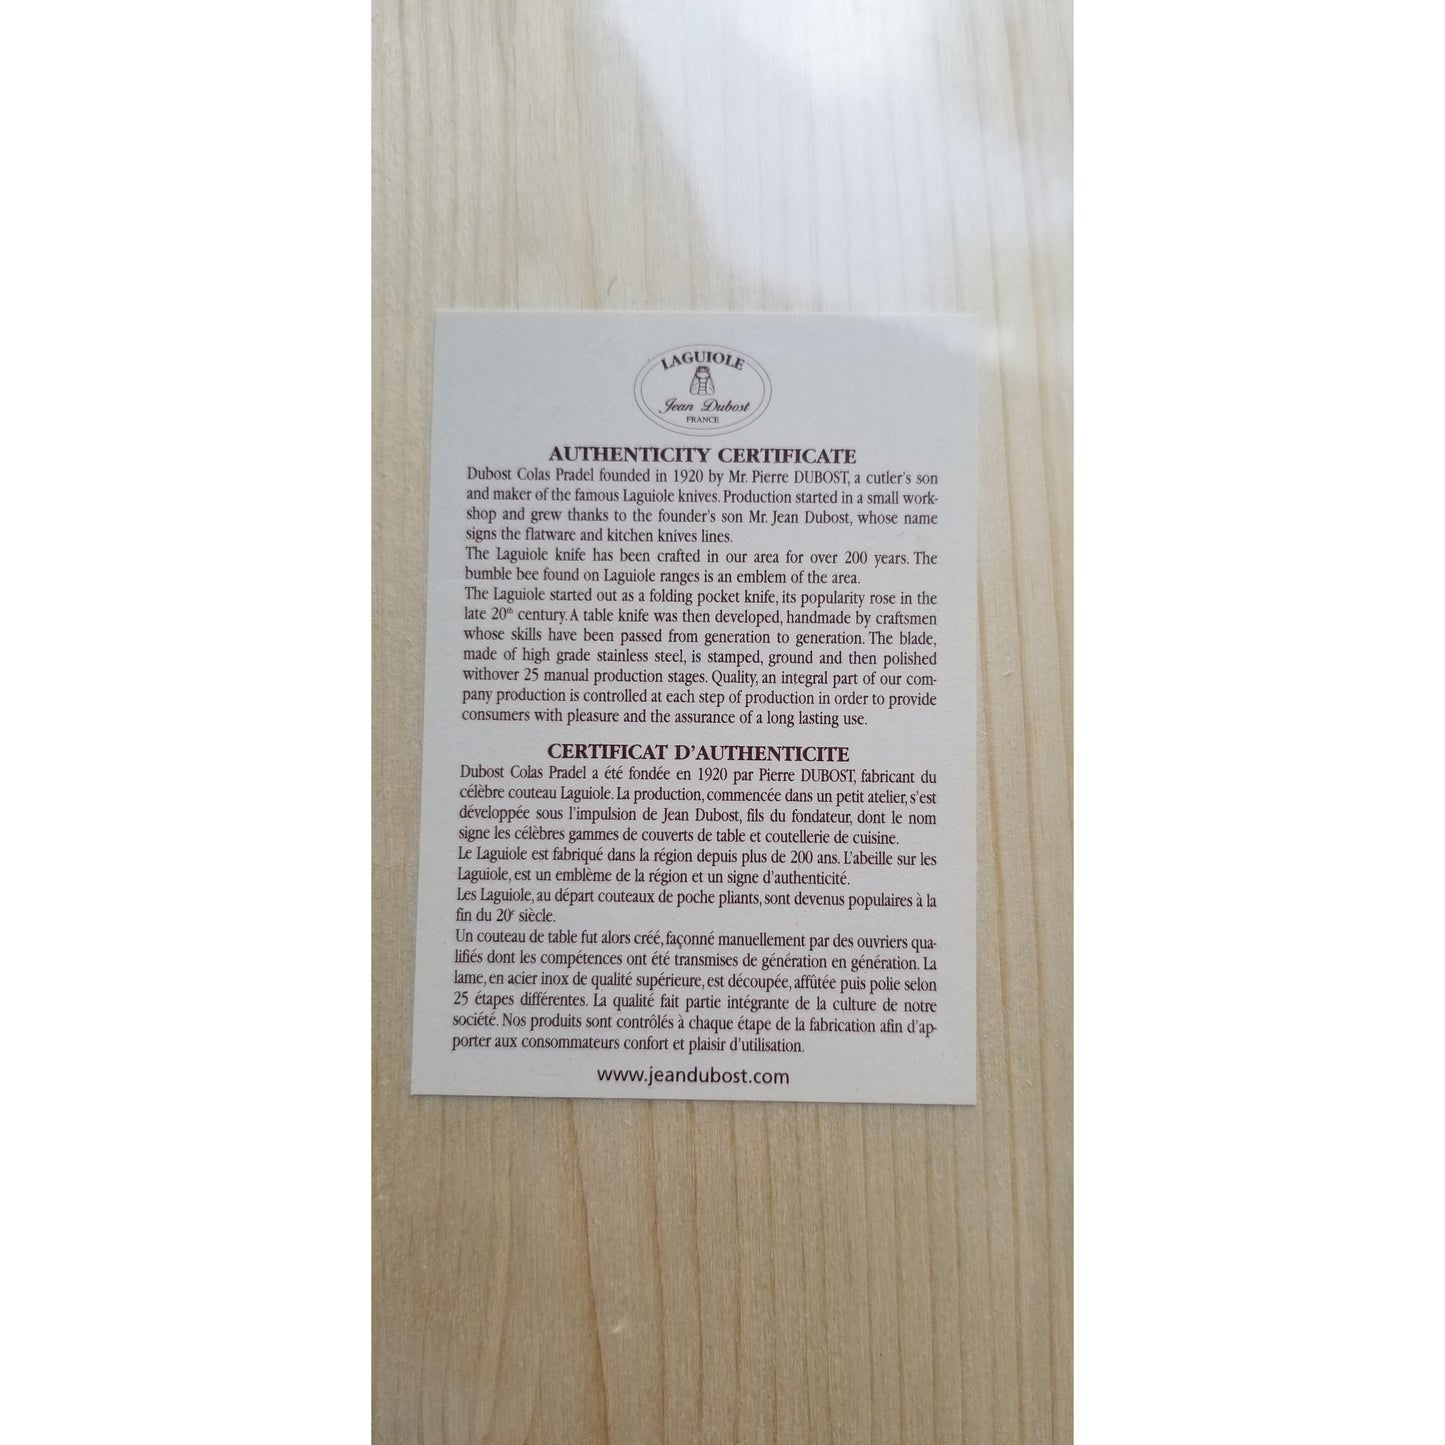 LAGUIOLE
Jean Dubost
FRANCE
AUTHENTICITY CERTIFICATE
Dubost Colas Pradel founded in 1920 by Mr. Pierre DUBOST, a cutler's son
and maker of the famous Laguiole knives. Production started in a small work-
shop and grew thanks to the founder's son Mr. Jean Dubost, whose name
signs the flatware and kitchen knives lines.
The Laguiole knife has been crafted in our area for over 200 years. The
bumble bee found on Laguiole ranges is an emblem of the area.
The Laguiole started out as a folding pocket knife, its popularity rose in the
late 20th century. A table knife was then developed, handmade by craftsmen
whose skills have been passed from generation to generation. The blade,
made of high grade stainless steel, is stamped, ground and then polished
withover 25 manual production stages. Quality, an integral part of our com-
pany production is controlled at each step of production in order to provide
consumers with pleasure and the assurance of a long lasting use.
CERTIFICAT D'AUTHENTICITE
Dubost Colas Pradel a été fondée en 1920 par Pierre DUBOST, fabricant du
célèbre couteau Laguiole. La production, commencée dans un petit atelier, s'est
développée sous l'impulsion de Jean Dubost, fils du fondateur, dont le nom
signe les célèbres gammes de couverts de table et coutellerie de cuisine.
Le Laguiole est fabriqué dans la région depuis plus de 200 ans. L'abeille sur les
Laguiole, est un emblème de la région et un signe d'authenticité.
Les Laguiole, au départ couteaux de poche pliants, sont devenus populaires à la
fin du 20e siècle.
Un couteau de table fut alors créé, façonné manuellement par des ouvriers qua-
lifiés dont les compétences ont été transmises de génération en génération. La
lame, en acier inox de qualité supérieure, est découpée, affûtée puis polie selon
25 étapes différentes. La qualité fait partie intégrante de la culture de notre
société. Nos produits sont contrôlés à chaque étape de la fabrication afin d'ap-
porter aux consommateurs confort et plaisir d'utilisation.
www.jeandubost.com